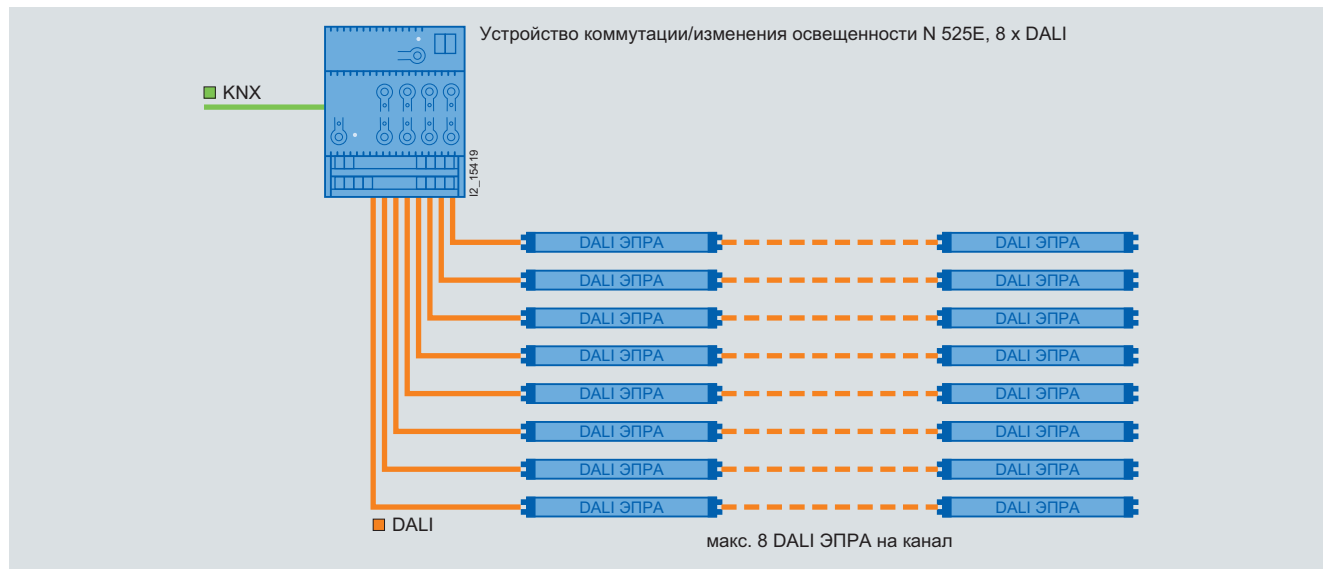 Устройство коммутации/изменения освещенности N 525E, 8 x DALI
KNX
I2_15419
DALI ЭПРА DALI ЭПРА
DALI ЭПРА DALI ЭПРА
DALI ЭПРА DALI ЭПРА
DALI ЭПРА DALI ЭПРА
DALI ЭПРА DALI ЭПРА
DALI ЭПРА DALI ЭПРА
DALI ЭПРА DALI ЭПРА
DALI ЭПРА DALI ЭПРА
DALI
макс. 8 DALI ЭПРА на канал